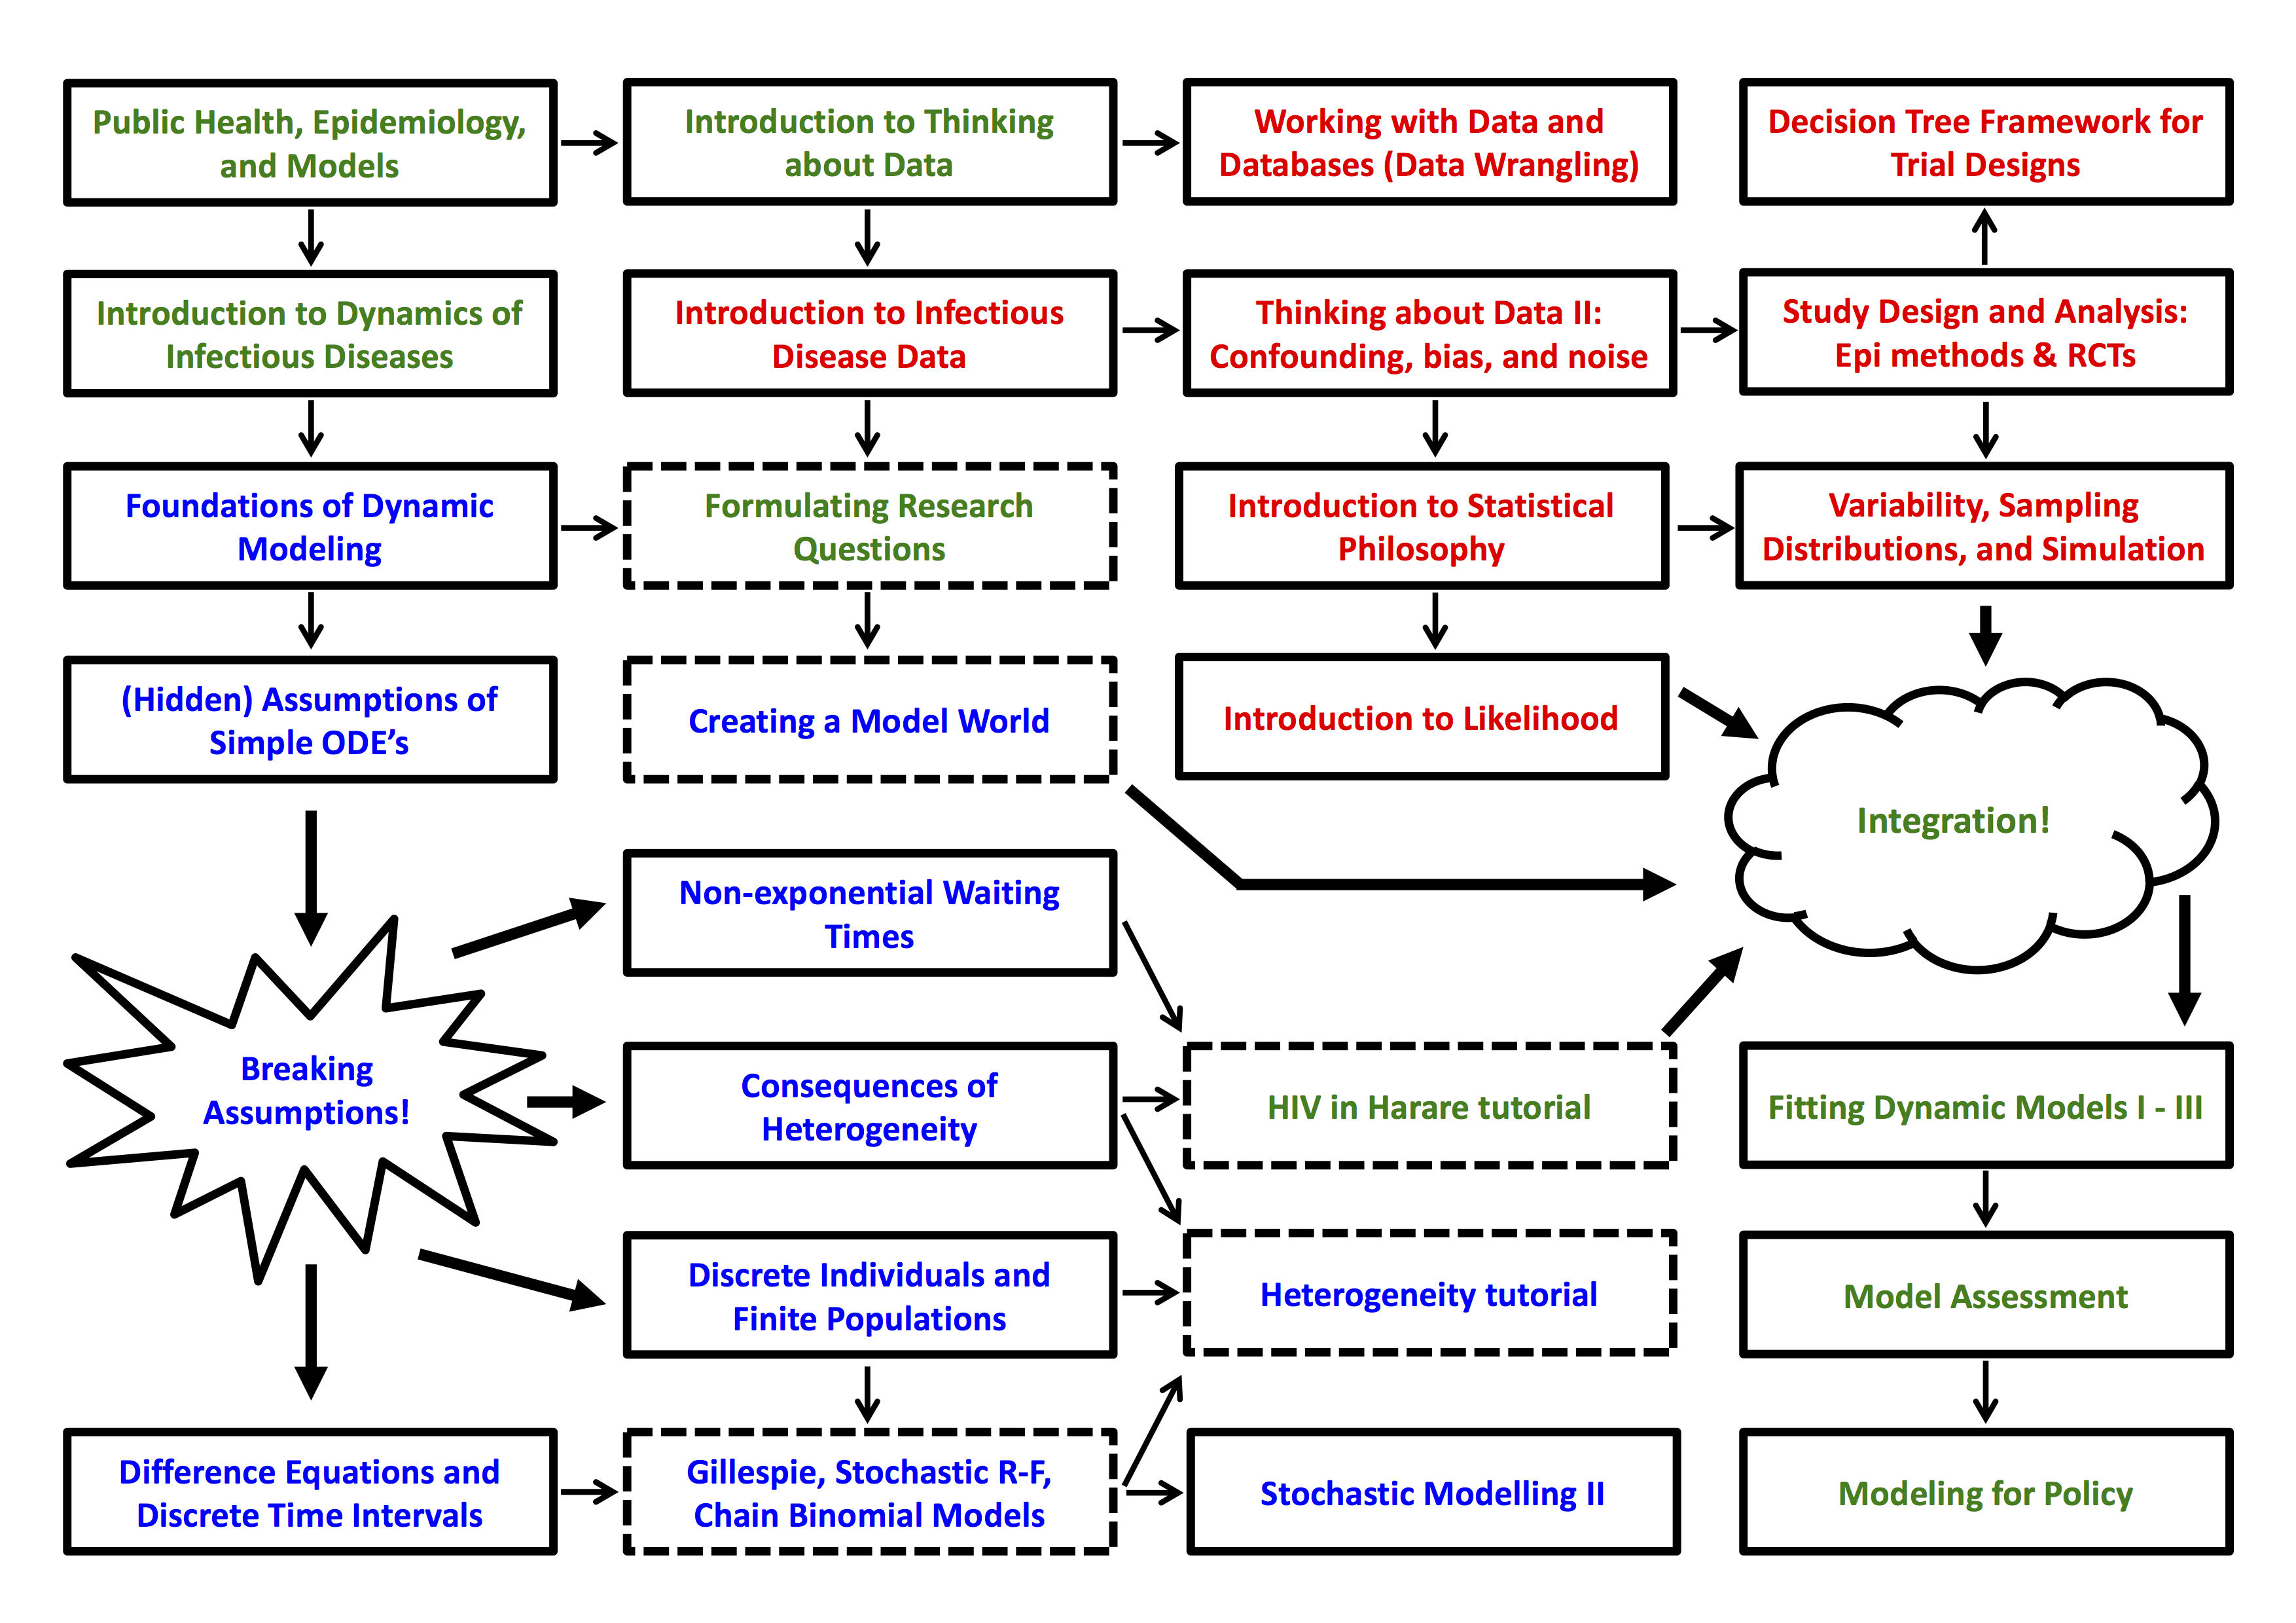 Public Health, Epidemiology,
and Models
Introduction to Thinking
about Data
Working with Data and
Databases (Data Wrangling)
Decision Tree Framework for
Trial Designs
Introduction to Dynamics of
Infectious Diseases
Introduction to Infectious
Disease Data
Thinking about Data II:
Confounding, bias, and noise
Study Design and Analysis:
Epi methods & RCTs
Foundations of Dynamic
Modeling
Formulating Research
Questions
Introduction to Statistical
Philosophy
Variability, Sampling
Distributions, and Simulation
(Hidden) Assumptions of
Simple ODE’s
Creating a Model World
Introduction to Likelihood
Integration!
Non-exponential Waiting
Times
Breaking
Assumptions!
Consequences of
Heterogeneity
HIV in Harare tutorial
Fitting Dynamic Models I - III
Discrete Individuals and
Finite Populations
Heterogeneity tutorial
Model Assessment
Difference Equations and
Discrete Time Intervals
Gillespie, Stochastic R-F,
Chain Binomial Models
Stochastic Modelling II
Modeling for Policy